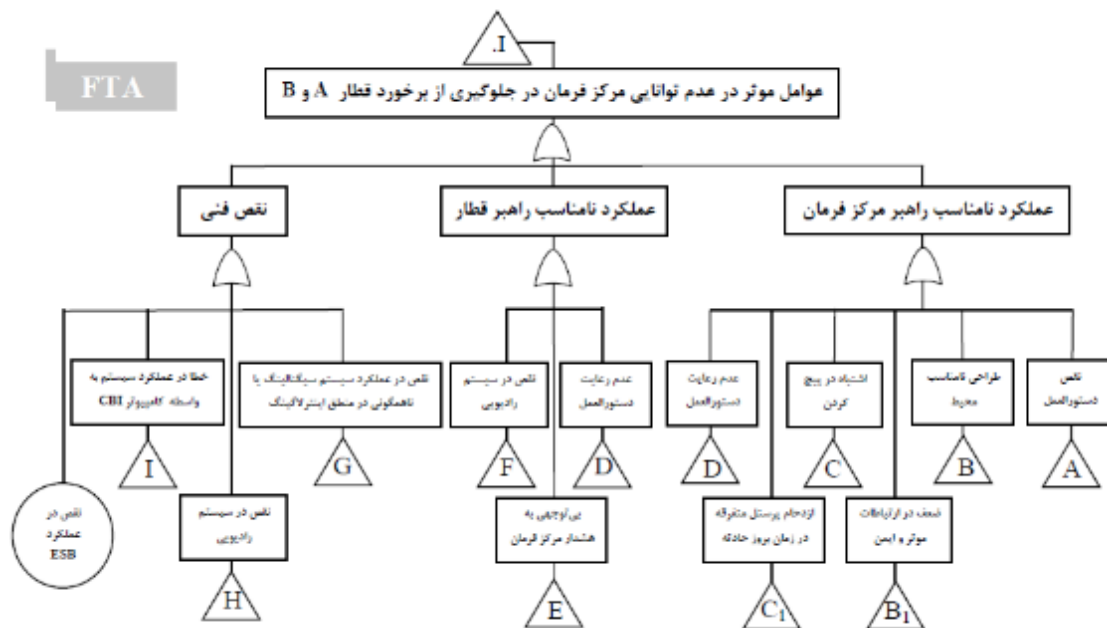 .I
FTA
عوامل موثر در عدم توانایی مرکز فرمان در جلوگیری از برخورد قطار A و B
عملکرد نامناسب راهبر مرکز فرمان
عملکرد نامناسب راهبر قطار
نقص فنی
نقص
دستورالعمل
A
طراحی نامناسب
محیط
B
اشتباه در پیج
کردن
C
عدم رعایت
دستورالعمل
D
ضعف در ارتباطات
موثر و ایمن
B1
ازدحام پرسنل متفرقه
در زمان بروز حادثه
C1
عدم رعایت
دستورالعمل
D
نقص در سیستم
رادیویی
F
بی‌توجهی به
هشدار مرکز فرمان
E
نقص در عملکرد سیستم سیگنالینگ یا
ناهمگونی در منطق اینترلاکینگ
G
خطا در عملکرد سیستم به
واسطه کامپیوتر CBI
I
نقص در سیستم
رادیویی
H
نقص در
عملکرد
ESB